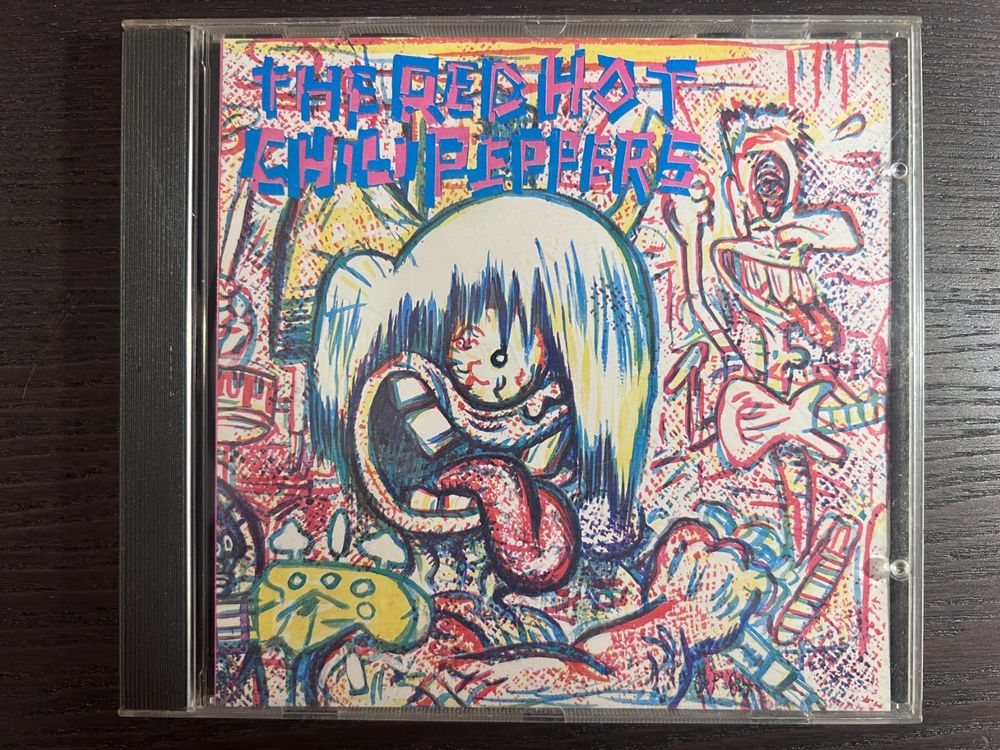 THE RED HOT
CHILI PEPPERS